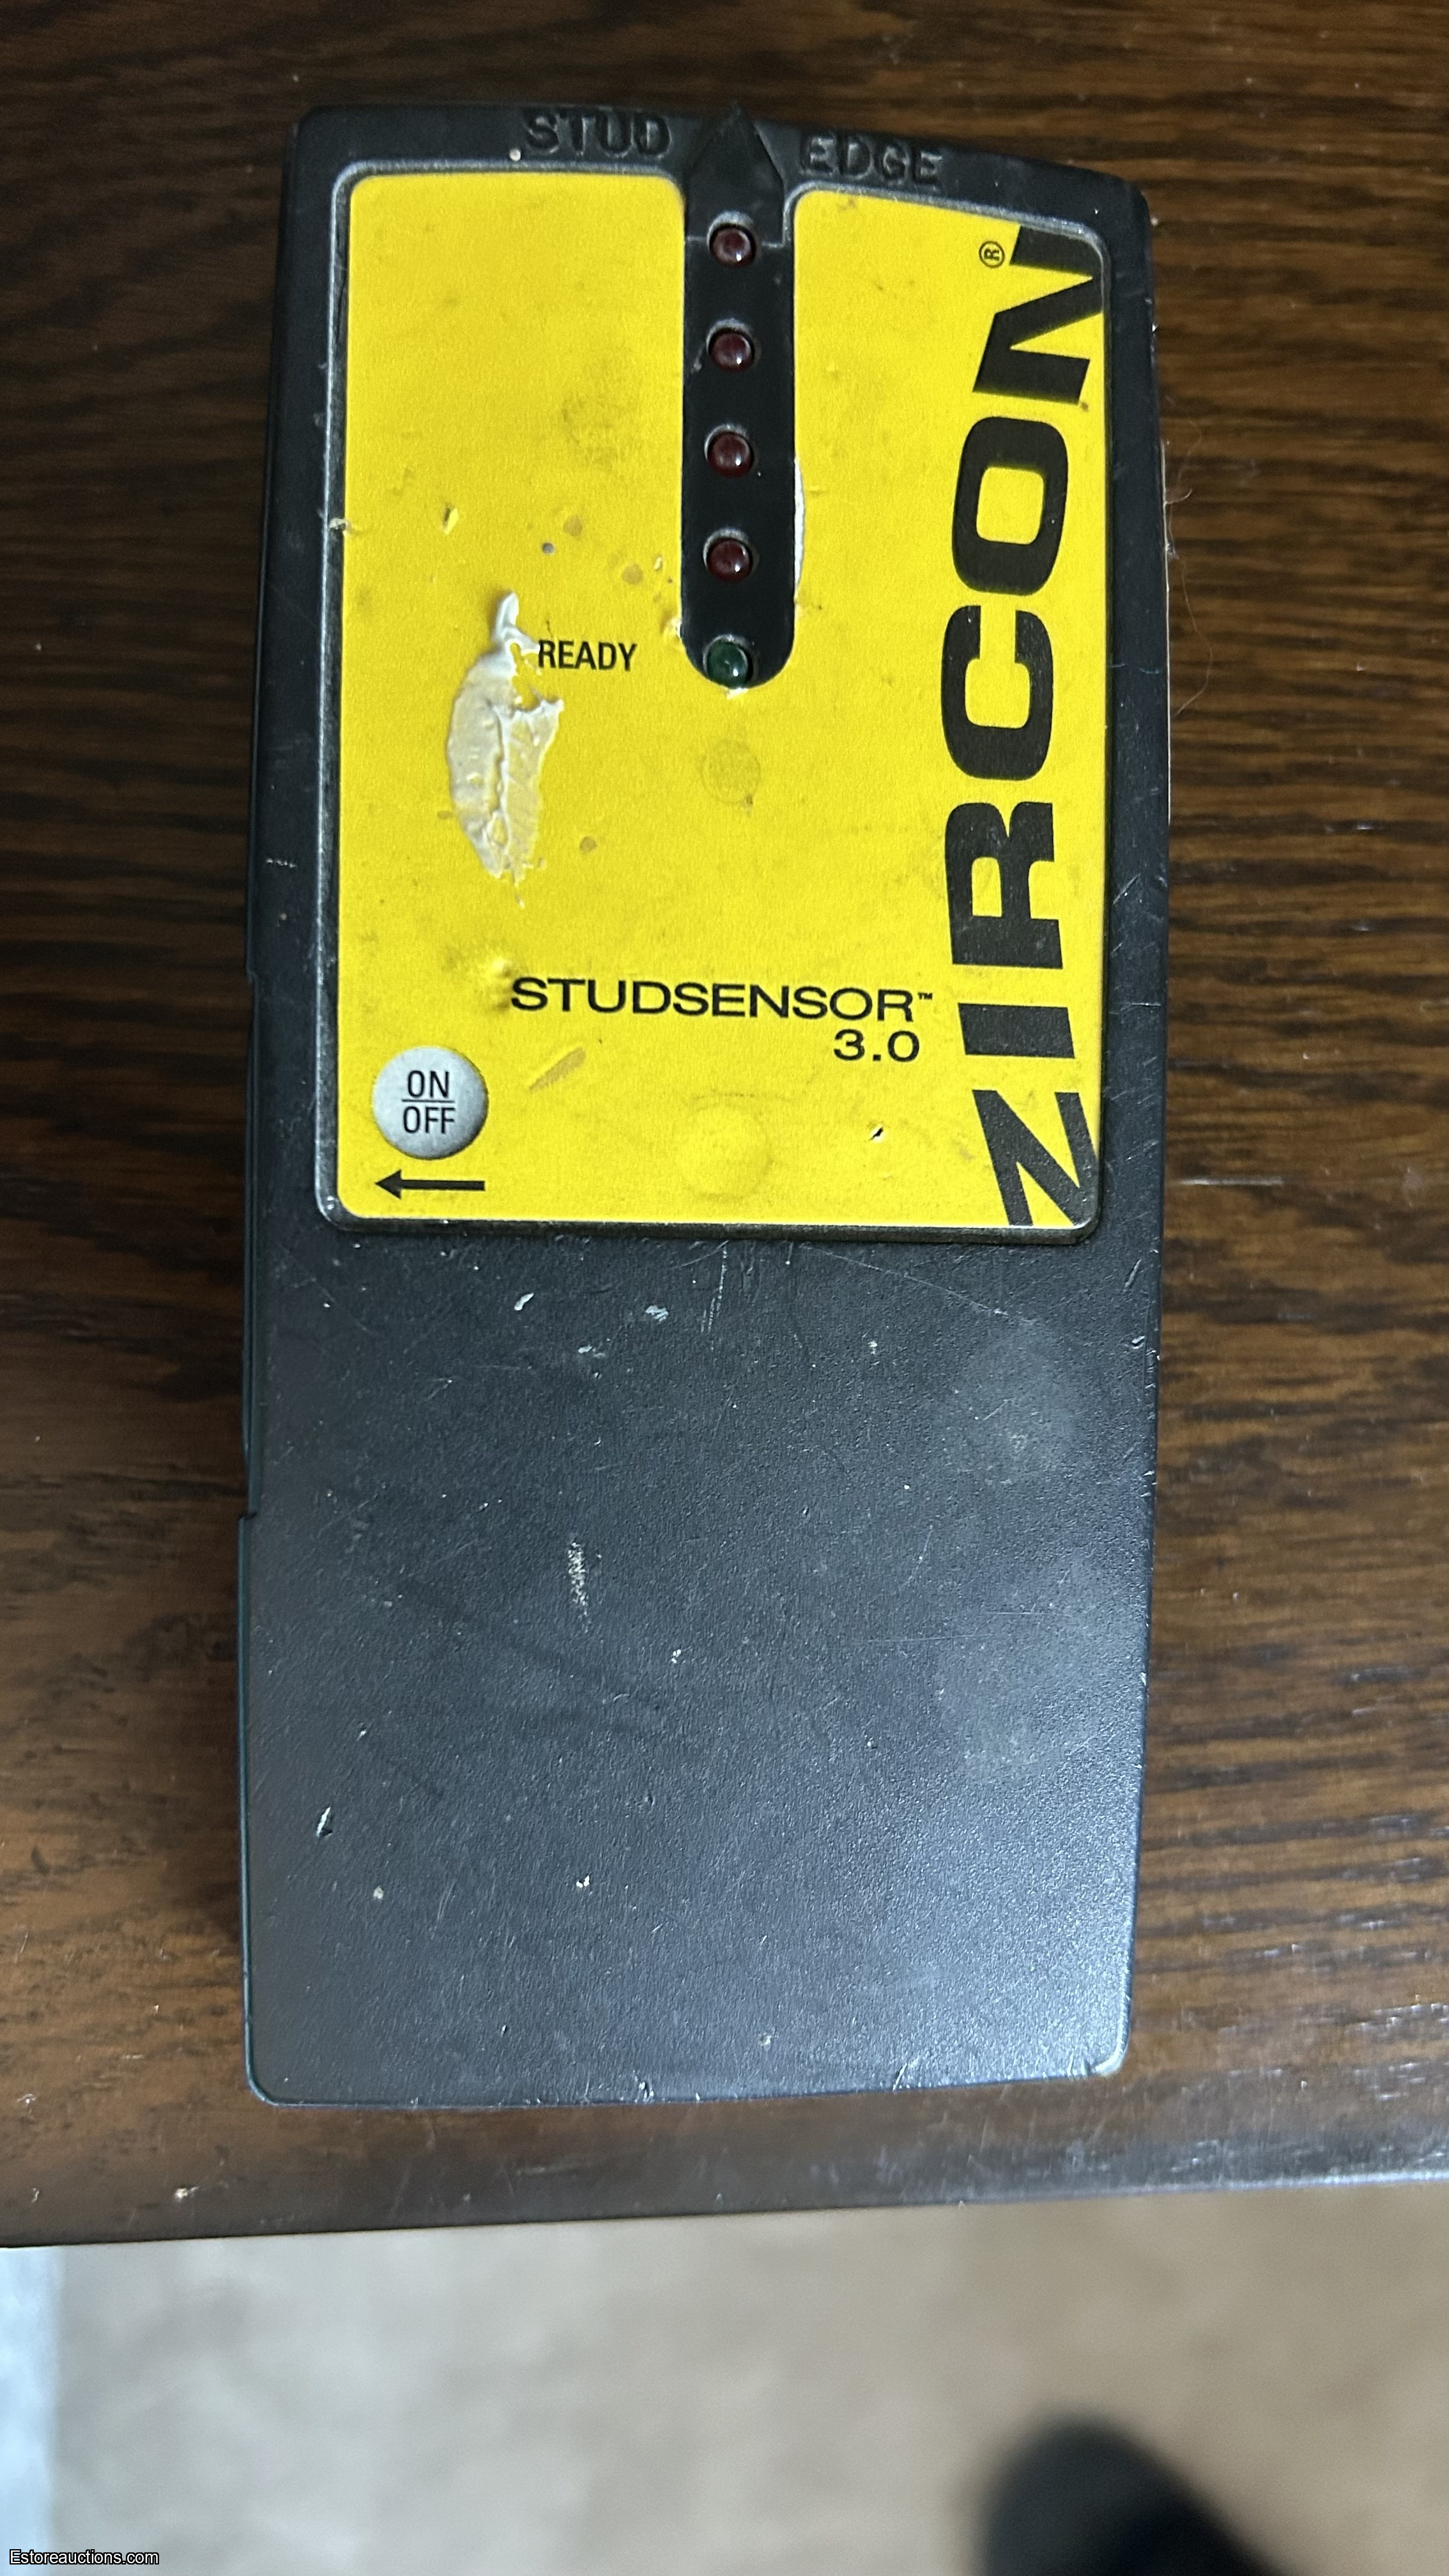 STUD EDGE
ZIRCON®
READY
STUDSENSOR™
3.0
ON
OFF
Estoreauctions.com